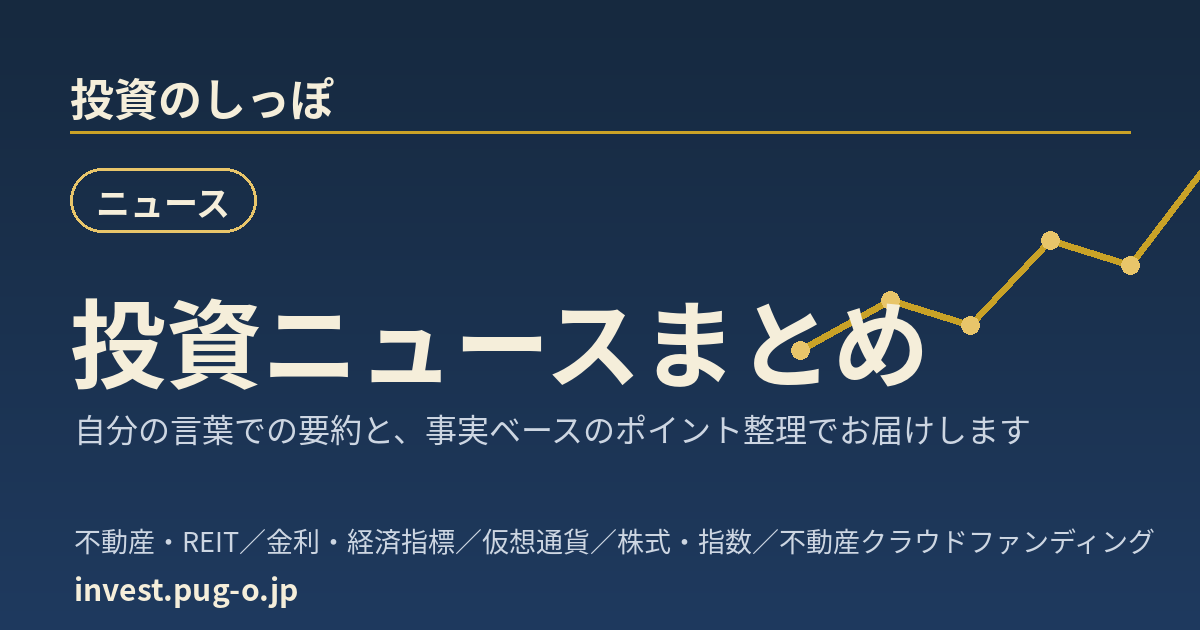 投資のしっぽ
ニュース
投資ニュースまとめ
自分の言葉での要約と、事実ベースのポイント整理でお届けします
不動産・REIT／金利・経済指標／仮想通貨／株式・指数／不動産クラウドファンディング
invest.pug-o.jp